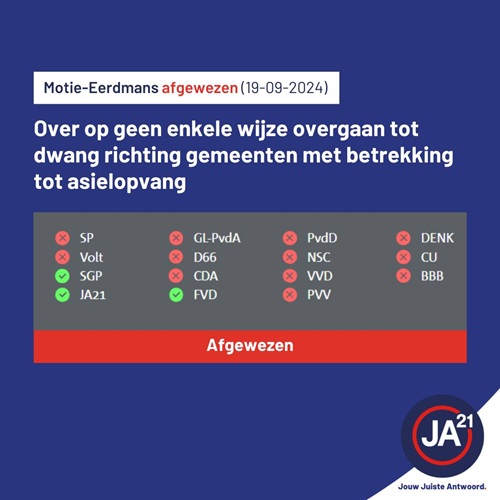 Motie-Eerdmans afgewezen (19-09-2024)
Over op geen enkele wijze overgaan tot
dwang richting gemeenten met betrekking
tot asielopvang
SP GL-PvdA PvdD DENK
Volt D66 NSC CU
SGP CDA VVD BBB
JA21 FVD PVV
Afgewezen
JA21
Jouw Juiste Antwoord.